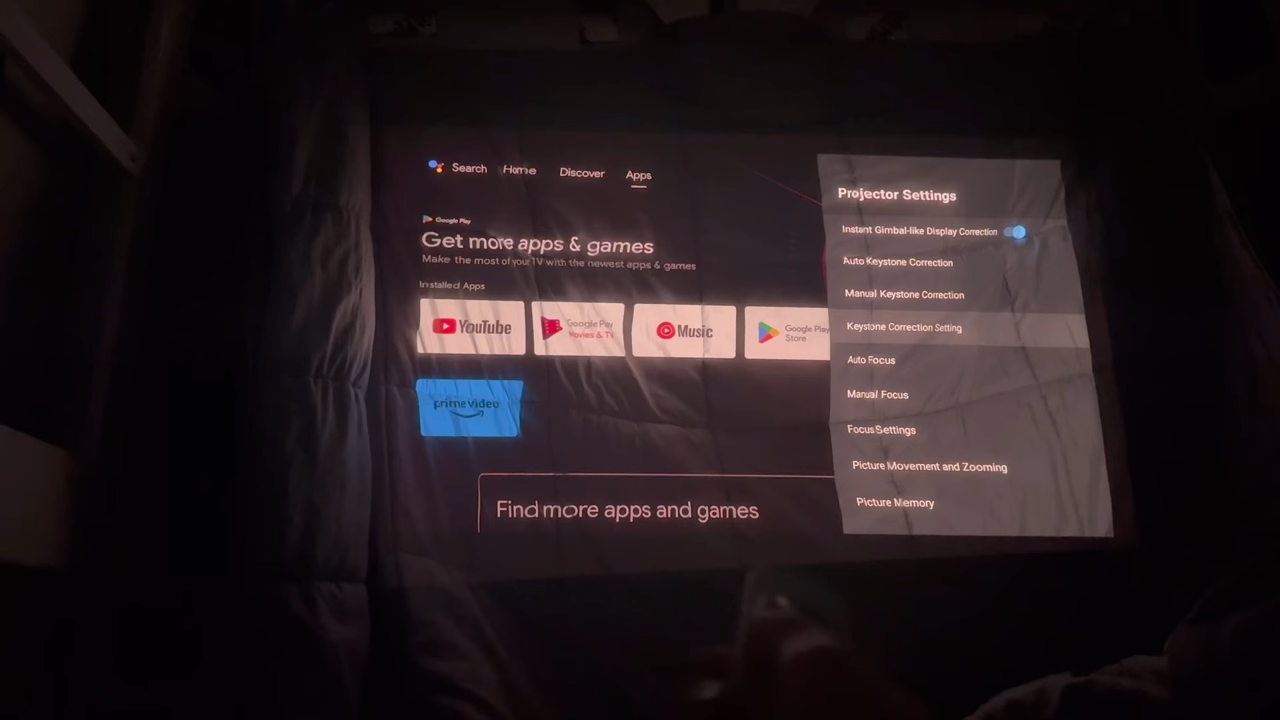 Search Home Discover Apps
Google Play
Get more apps & games
Make the most of your TV with the newest apps & games
Installed Apps
YouTube
Google Play
Movies & TV
Music
Google Play
Store
prime video
Find more apps and games
Projector Settings
Instant Gimbal-like Display Correction
Auto Keystone Correction
Manual Keystone Correction
Keystone Correction Setting
Auto Focus
Manual Focus
Focus Settings
Picture Movement and Zooming
Picture Memory